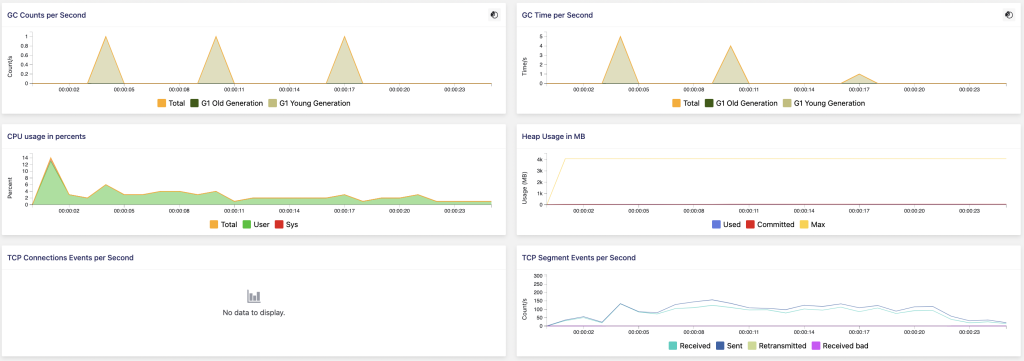 GC Counts per Second
Count/s
1
0.8
0.6
0.4
0.2
0
00:00:02 00:00:05 00:00:08 00:00:11 00:00:14 00:00:17 00:00:20 00:00:23
Total G1 Old Generation G1 Young Generation
GC Time per Second
Time/s
5
4
3
2
1
0
00:00:02 00:00:05 00:00:08 00:00:11 00:00:14 00:00:17 00:00:20 00:00:23
Total G1 Old Generation G1 Young Generation
CPU usage in percents
Percent
14
12
10
8
6
4
2
0
00:00:02 00:00:05 00:00:08 00:00:11 00:00:14 00:00:17 00:00:20 00:00:23
Total User Sys
Heap Usage in MB
Usage (MB)
4k
3k
2k
1k
0
00:00:02 00:00:05 00:00:08 00:00:11 00:00:14 00:00:17 00:00:20 00:00:23
Used Committed Max
TCP Connections Events per Second
No data to display.
TCP Segment Events per Second
Count/s
300
250
200
150
100
50
0
00:00:02 00:00:05 00:00:08 00:00:11 00:00:14 00:00:17 00:00:20 00:00:23
Received Sent Retransmitted Received bad